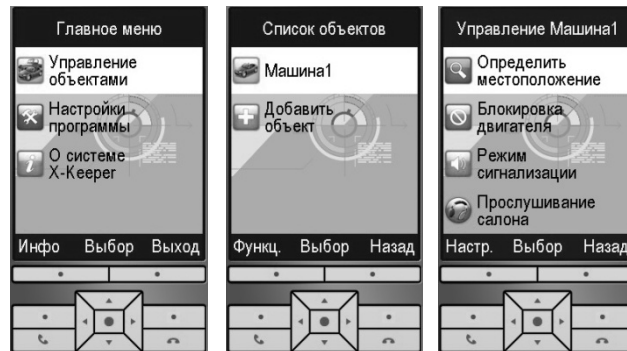 Главное меню
Управление
объектами
Настройки
программы
О системе
X-Keeper
Инфо Выбор Выход
Список объектов
Машина1
Добавить
объект
Функц. Выбор Назад
Управление Машина1
Определить
местоположение
Блокировка
двигателя
Режим
сигнализации
Прослушивание
салона
Настр. Выбор Назад